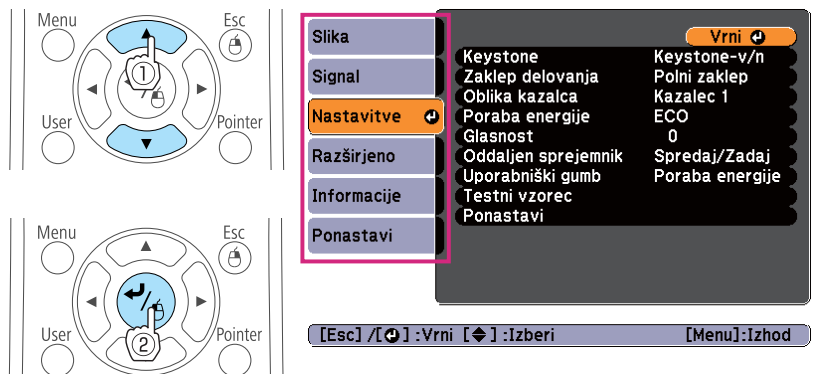 Menu
Esc
1
User
Pointer
Menu
Esc
User
Pointer
2
Slika
Signal
Nastavitve
Razširjeno
Informacije
Ponastavi
Vrni
Keystone Keystone-v/n
Zaklep delovanja Polni zaklep
Oblika kazalca Kazalec 1
Poraba energije ECO
Glasnost 0
Oddaljen sprejemnik Spredaj/Zadaj
Uporabniški gumb Poraba energije
Testni vzorec
Ponastavi
[Esc] /[ ] :Vrni [ ] :Izberi [Menu]:Izhod